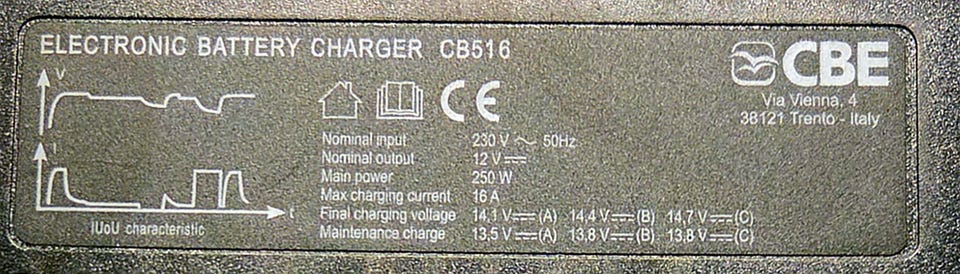 ELECTRONIC BATTERY CHARGER CB516
CBE
Via Vienna, 4
38121 Trento - Italy
V
I
t
IUoU characteristic
CE
Nominal input 230 V ~ 50Hz
Nominal output 12 V ⎓
Main power 250 W
Max charging current 16 A
Final charging voltage 14,1 V⎓(A) 14,4 V⎓(B) 14,7 V⎓(C)
Maintenance charge 13,5 V⎓(A) 13,8 V⎓(B) 13,8 V⎓(C)